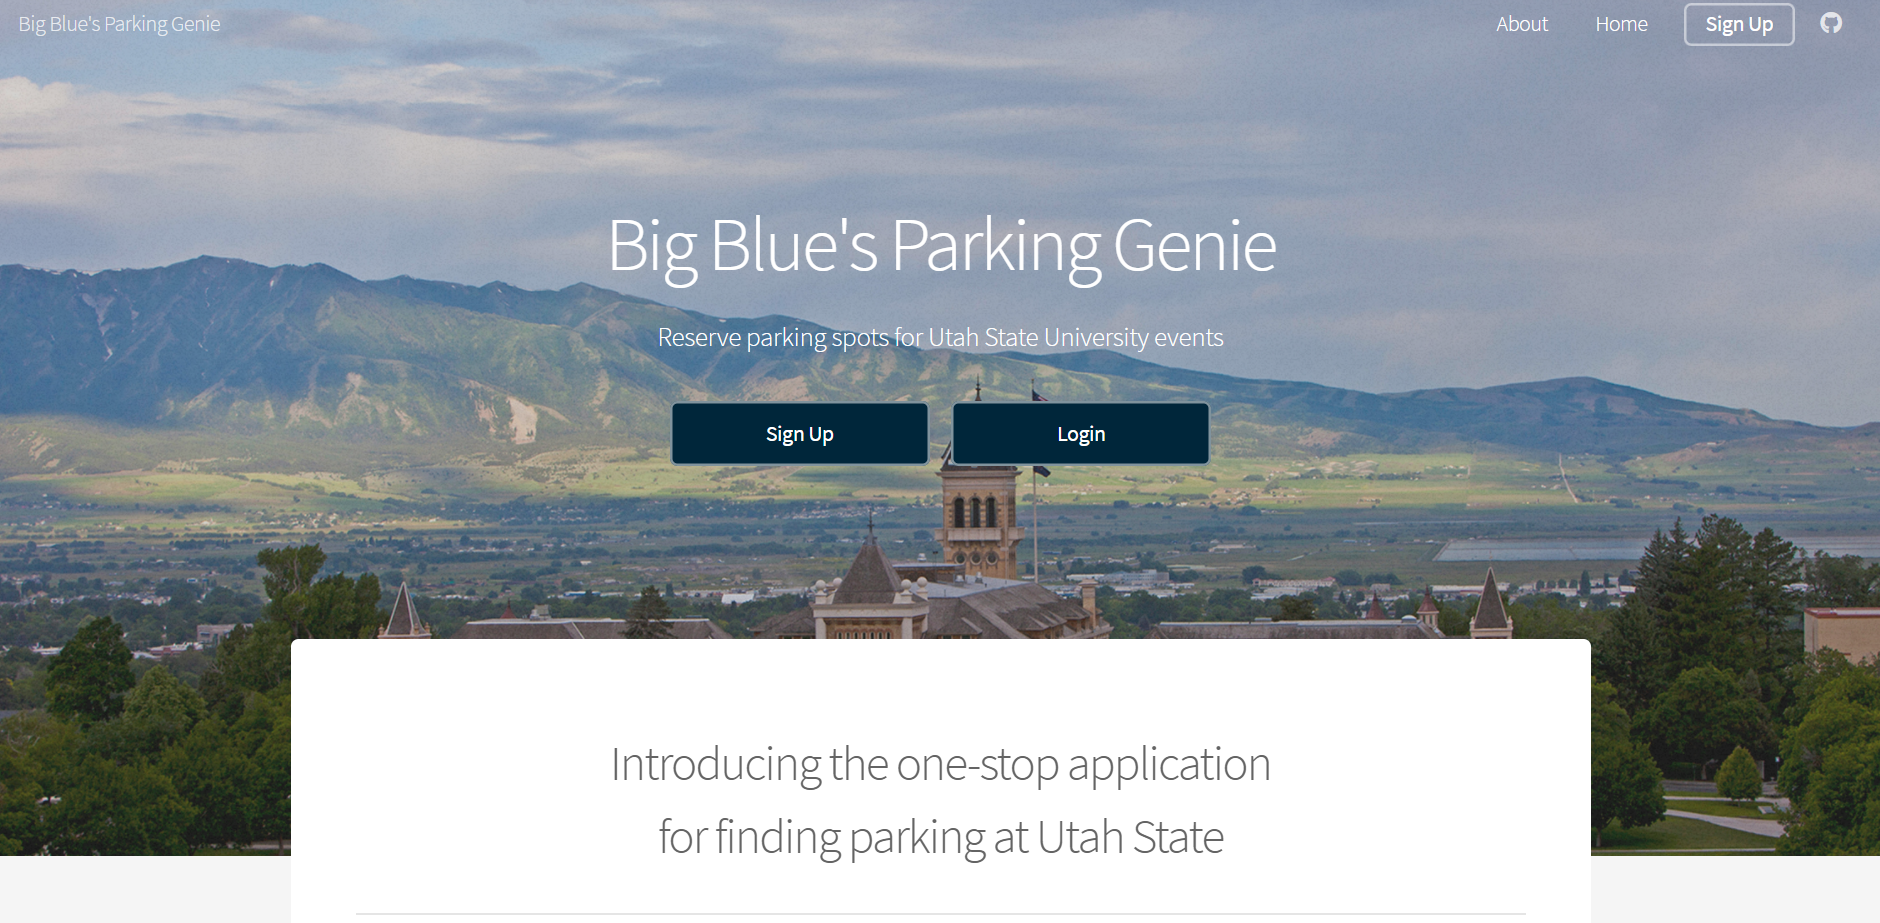 Big Blue's Parking Genie
About Home Sign Up
Big Blue's Parking Genie
Reserve parking spots for Utah State University events
Sign Up Login
Introducing the one-stop application
for finding parking at Utah State